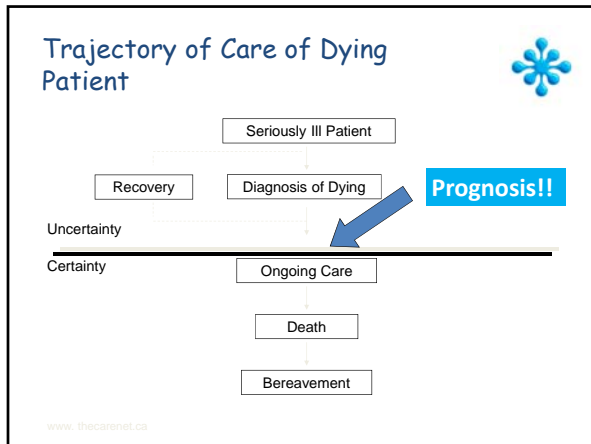 Trajectory of Care of Dying
Patient
Seriously Ill Patient
Recovery
Diagnosis of Dying
Prognosis!!
Uncertainty
Certainty
Ongoing Care
Death
Bereavement
www. thecarenet.ca